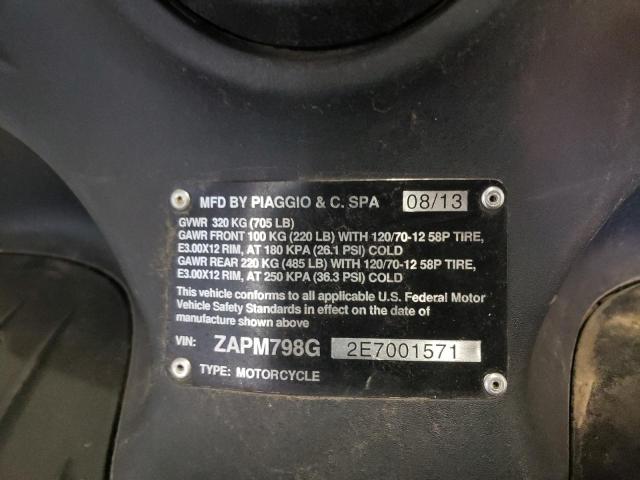 MFD BY PIAGGIO & C. SPA 08/13
GVWR 320 KG (705 LB)
GAWR FRONT 100 KG (220 LB) WITH 120/70-12 58P TIRE,
E3.00X12 RIM, AT 180 KPA (26.1 PSI) COLD
GAWR REAR 220 KG (485 LB) WITH 120/70-12 58P TIRE,
E3.00X12 RIM, AT 250 KPA (36.3 PSI) COLD
This vehicle conforms to all applicable U.S. Federal Motor
Vehicle Safety Standards in effect on the date of
manufacture shown above
VIN: ZAPM798G 2E7001571
TYPE: MOTORCYCLE